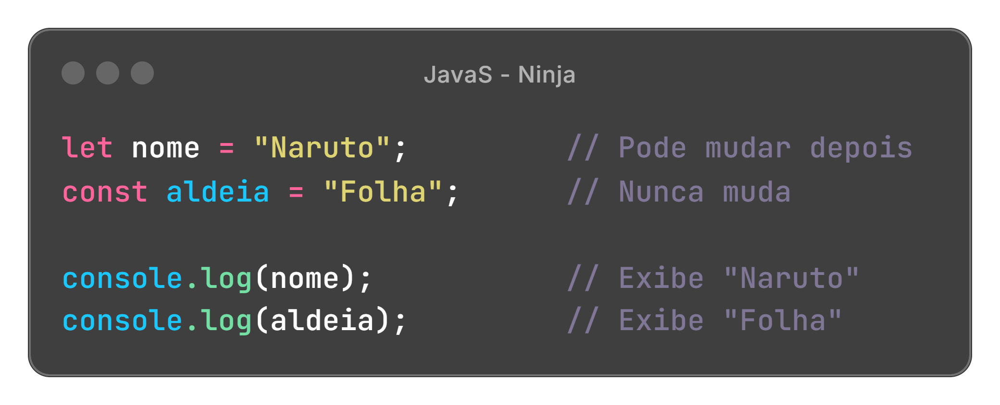 JavaS - Ninja
let nome = "Naruto"; // Pode mudar depois
const aldeia = "Folha"; // Nunca muda
console.log(nome); // Exibe "Naruto"
console.log(aldeia); // Exibe "Folha"